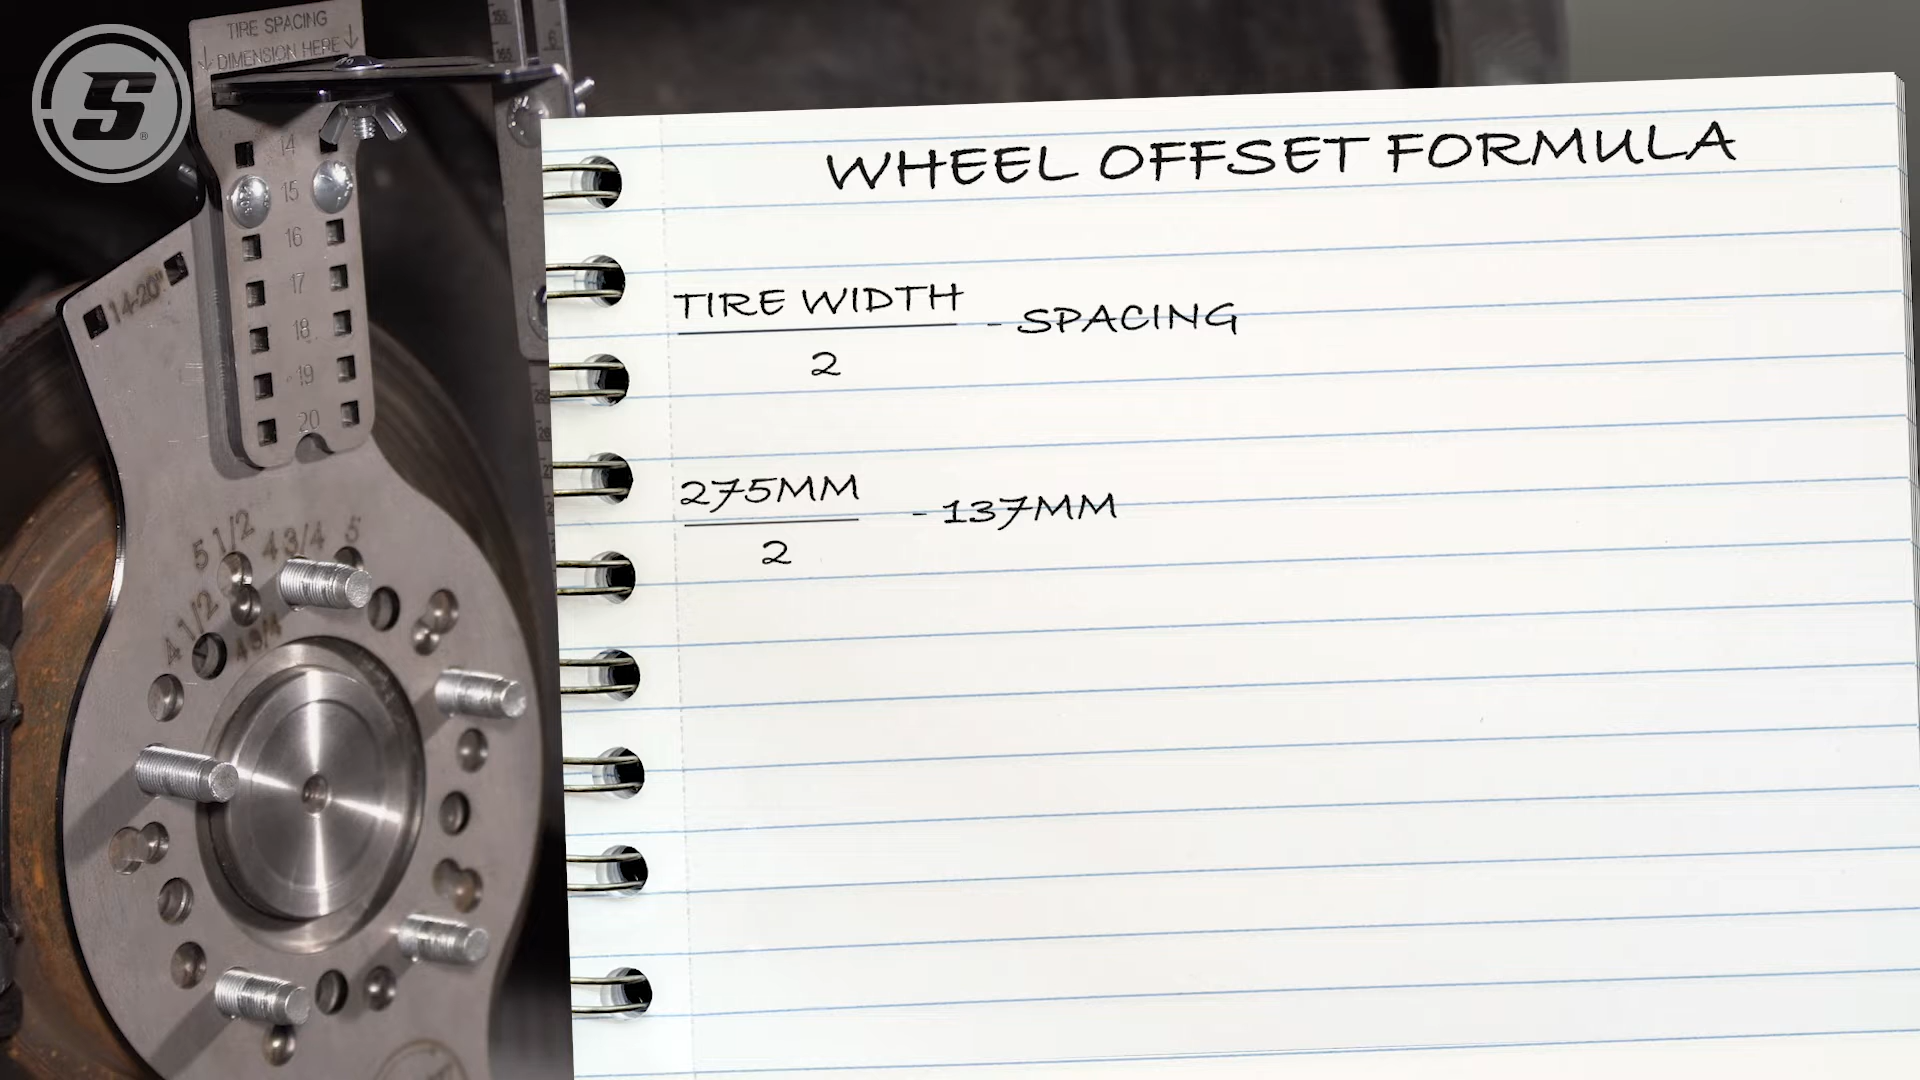 TIRE SPACING
DIMENSION HERE
14
15
16
17
18
19
20
14-20"
5 1/2
4 3/4
5
4 1/2
S
WHEEL OFFSET FORMULA
TIRE WIDTH
2
- SPACING
275MM
2
- 137MM